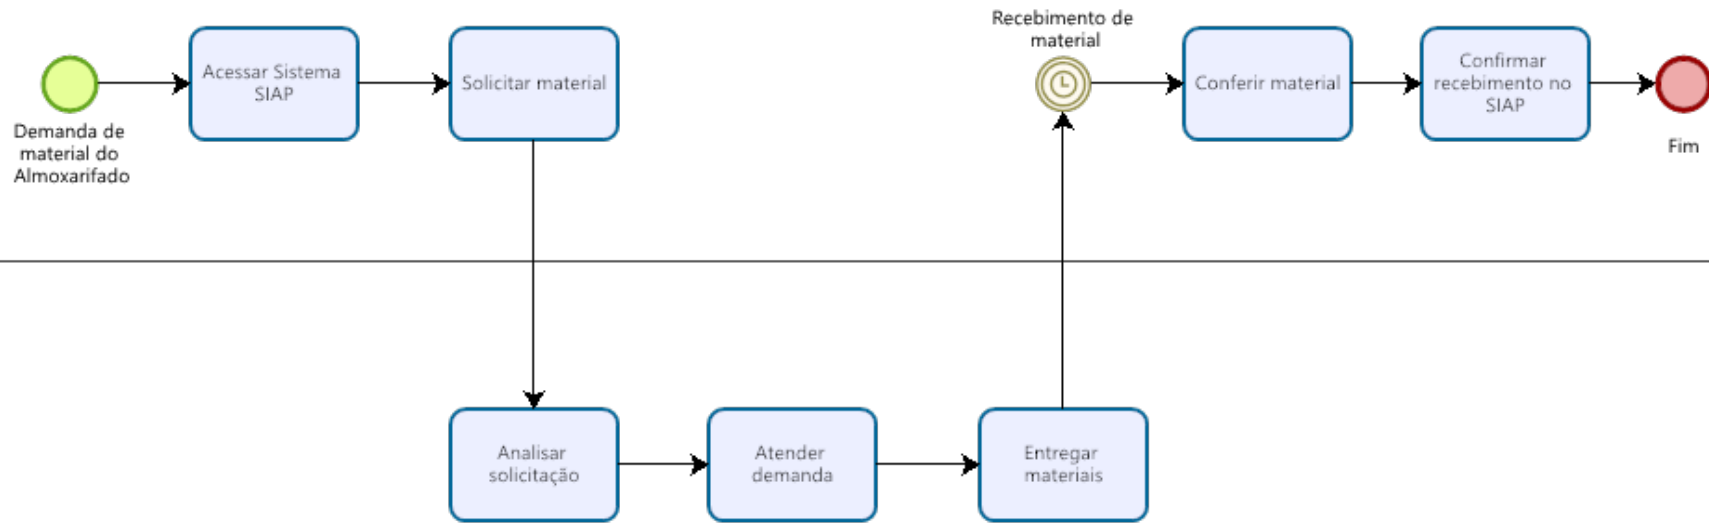 Demanda de
material do
Almoxarifado
Acessar Sistema
SIAP
Solicitar material
Recebimento de
material
Conferir material
Confirmar
recebimento no
SIAP
Fim
Analisar
solicitação
Atender
demanda
Entregar
materiais